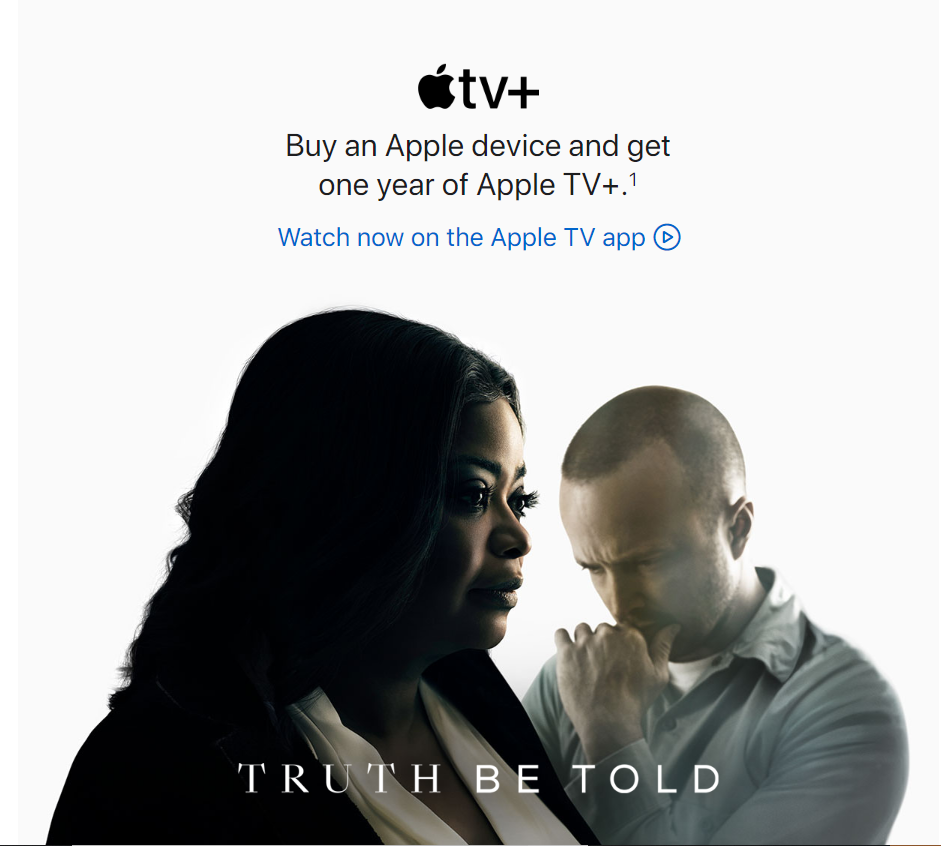 tv+
Buy an Apple device and get
one year of Apple TV+.¹
Watch now on the Apple TV app
TRUTH BE TOLD